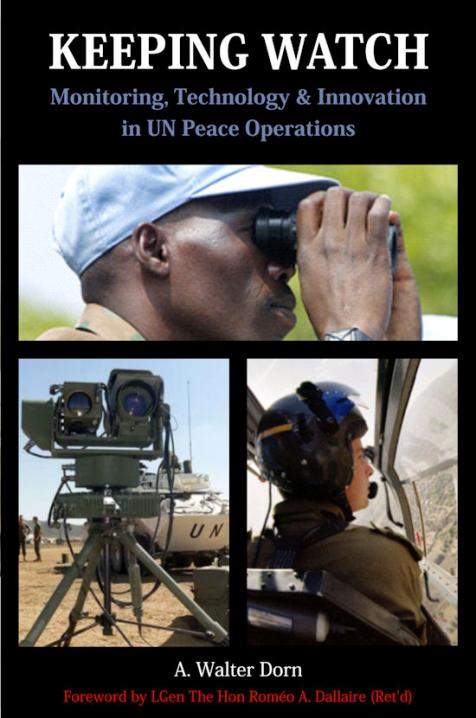 KEEPING WATCH
Monitoring, Technology & Innovation
in UN Peace Operations
UN
A. Walter Dorn
Foreword by LGen The Hon Roméo A. Dallaire (Ret'd)